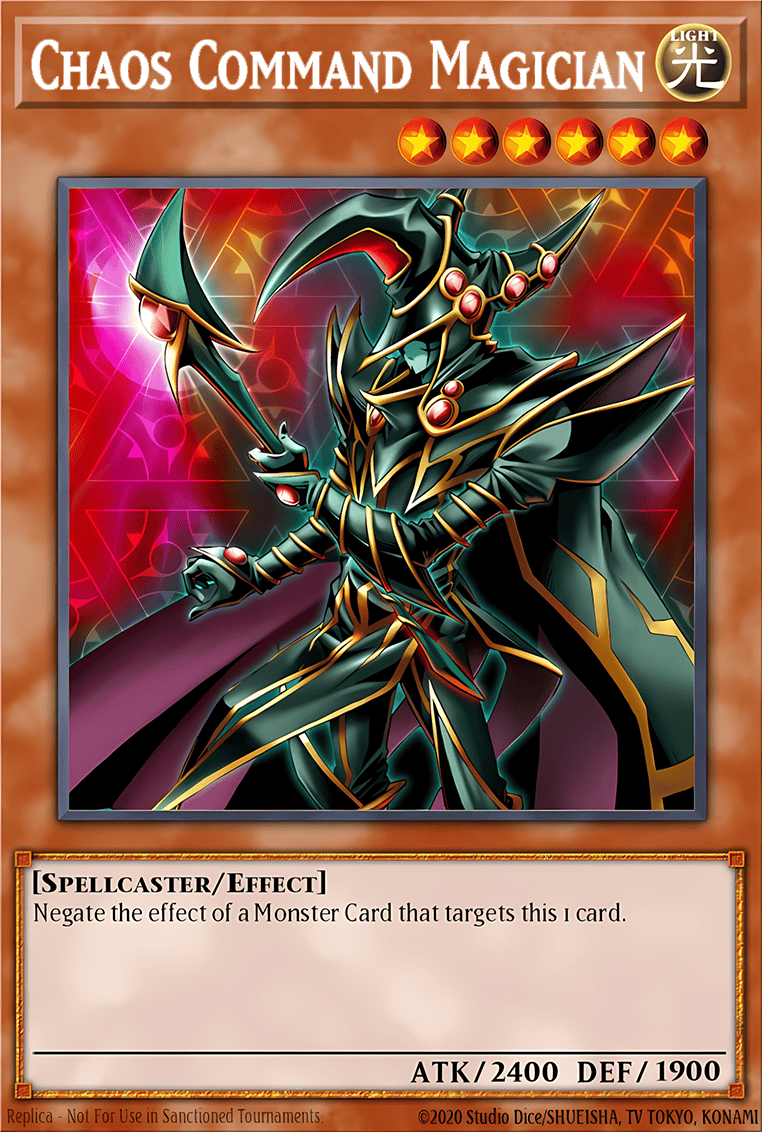 Chaos Command Magician
LIGHT
光
[Spellcaster/Effect]
Negate the effect of a Monster Card that targets this 1 card.
ATK/2400 DEF/1900
Replica - Not For Use in Sanctioned Tournaments.
©2020 Studio Dice/SHUEISHA, TV TOKYO, KONAMI